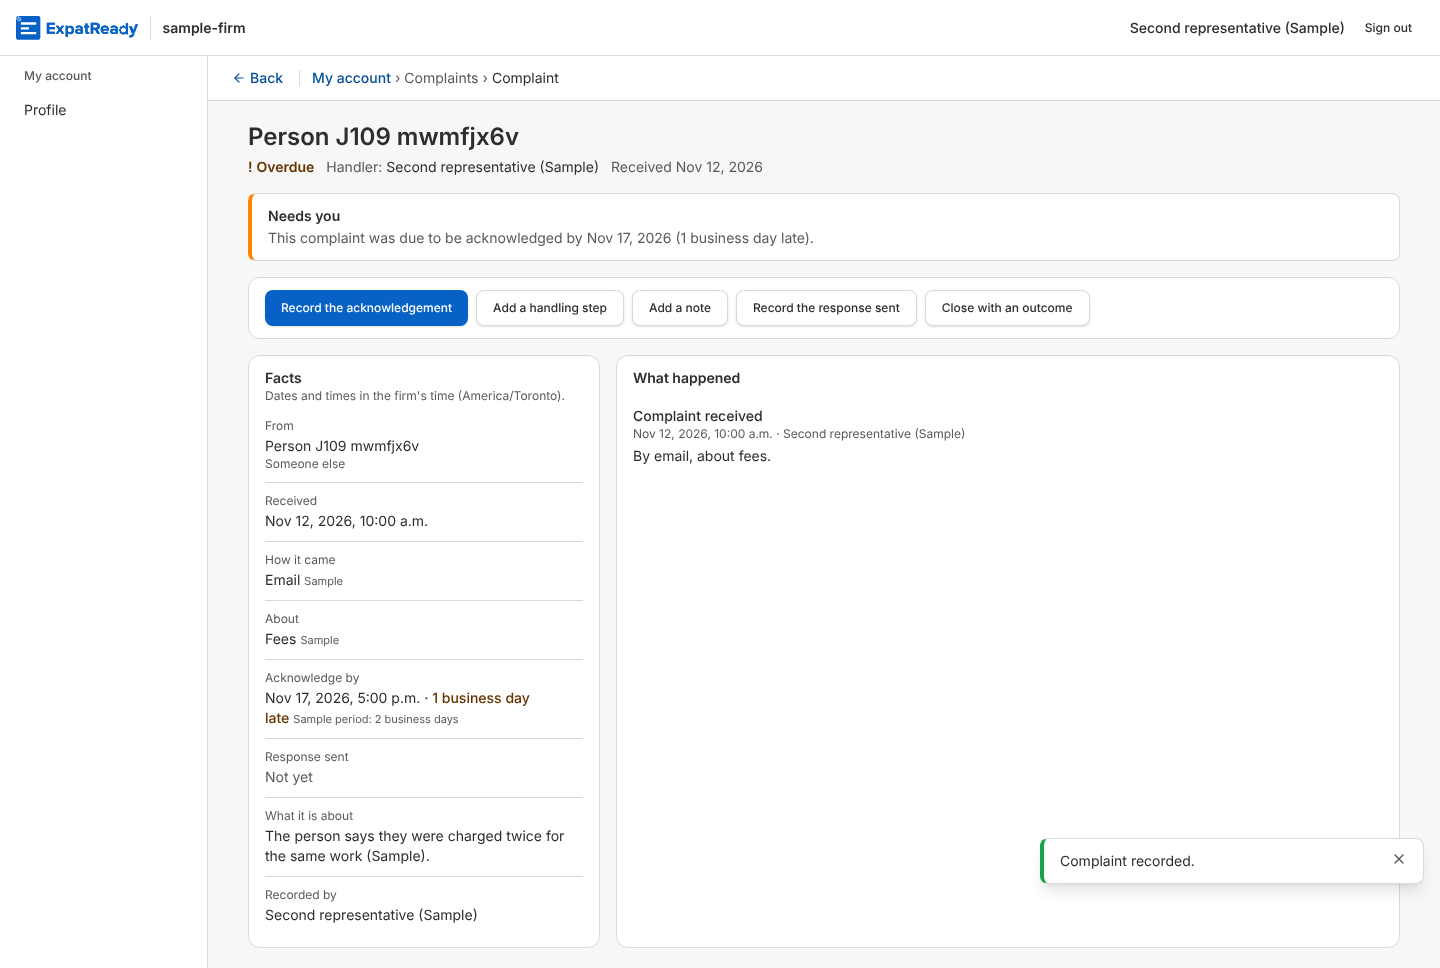 ExpatReady
sample-firm
Second representative (Sample)
Sign out
My account
Profile
← Back
My account › Complaints › Complaint
Person J109 mwmfjx6v
! Overdue Handler: Second representative (Sample) Received Nov 12, 2026
Needs you
This complaint was due to be acknowledged by Nov 17, 2026 (1 business day late).
Record the acknowledgement
Add a handling step
Add a note
Record the response sent
Close with an outcome
Facts
Dates and times in the firm's time (America/Toronto).
From
Person J109 mwmfjx6v
Someone else
Received
Nov 12, 2026, 10:00 a.m.
How it came
Email Sample
About
Fees Sample
Acknowledge by
Nov 17, 2026, 5:00 p.m. · 1 business day
late Sample period: 2 business days
Response sent
Not yet
What it is about
The person says they were charged twice for
the same work (Sample).
Recorded by
Second representative (Sample)
What happened
Complaint received
Nov 12, 2026, 10:00 a.m. · Second representative (Sample)
By email, about fees.
Complaint recorded.